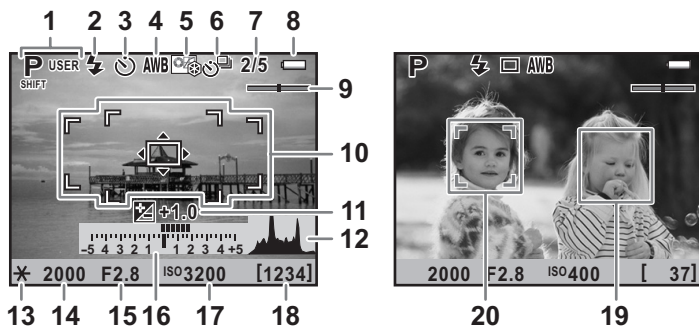 1 2 3 4 5 6 7 8
P USER AWB 2/5
SHIFT
9
10
+1.0 11
12
-5 4 3 2 1 1 2 3 4 +5
2000 F2.8 ISO3200 [1234]
13 14 15 16 17 18
P AWB
2000 F2.8 ISO400 [ 37]
20 19